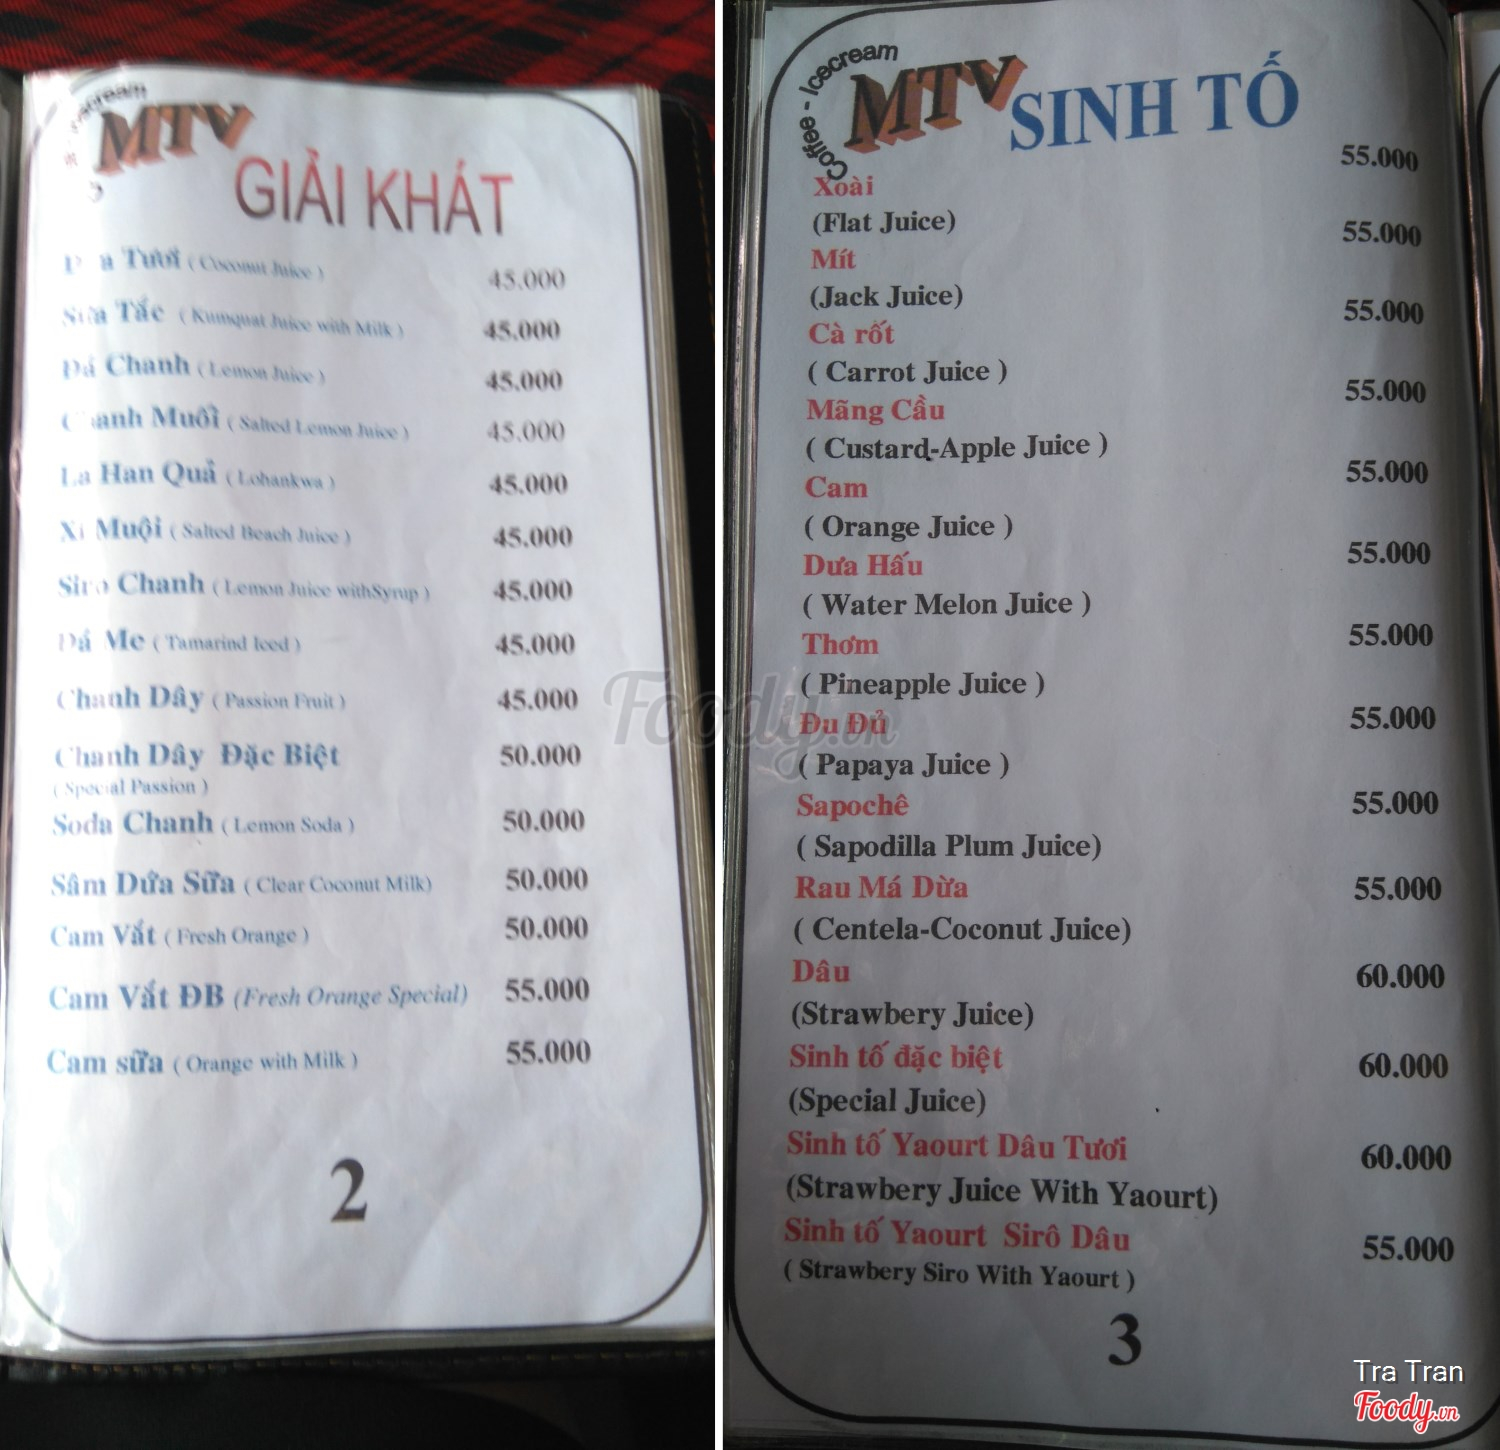 Coffee - Icecream
MTV
GIẢI KHÁT
Tươi ( Coconut Juice ) 45.000
Sữa Tắc ( Kumquat Juice with Milk ) 45.000
Đá Chanh ( Lemon Juice ) 45.000
Chanh Muối ( Salted Lemon Juice ) 45.000
La Han Quả ( Lohankwa ) 45.000
Xí Muội ( Salted Beach Juice ) 45.000
Siro Chanh ( Lemon Juice withSyrup ) 45.000
Đá Me ( Tamarind Iced ) 45.000
Chanh Dây ( Passion Fruit ) 45.000
Chanh Dây Đặc Biệt 50.000
( Special Passion )
Soda Chanh ( Lemon Soda ) 50.000
Sâm Dứa Sữa ( Clear Coconut Milk) 50.000
Cam Vắt ( Fresh Orange ) 50.000
Cam Vắt ĐB (Fresh Orange Special) 55.000
Cam sữa ( Orange with Milk ) 55.000
2
Coffee - Icecream
MTV
SINH TỐ
Xoài 55.000
(Flat Juice)
Mít 55.000
(Jack Juice)
Cà rốt 55.000
( Carrot Juice )
Mãng Cầu 55.000
( Custard-Apple Juice )
Cam 55.000
( Orange Juice )
Dưa Hấu 55.000
( Water Melon Juice )
Thơm 55.000
( Pineapple Juice )
Đu Đủ 55.000
( Papaya Juice )
Sapochê 55.000
( Sapodilla Plum Juice)
Rau Má Dừa 55.000
( Centela-Coconut Juice)
Dâu 60.000
(Strawbery Juice)
Sinh tố đặc biệt 60.000
(Special Juice)
Sinh tố Yaourt Dâu Tươi 60.000
(Strawbery Juice With Yaourt)
Sinh tố Yaourt Sirô Dâu 55.000
( Strawbery Siro With Yaourt )
3
Foody.vn
Tra Tran
Foody.vn